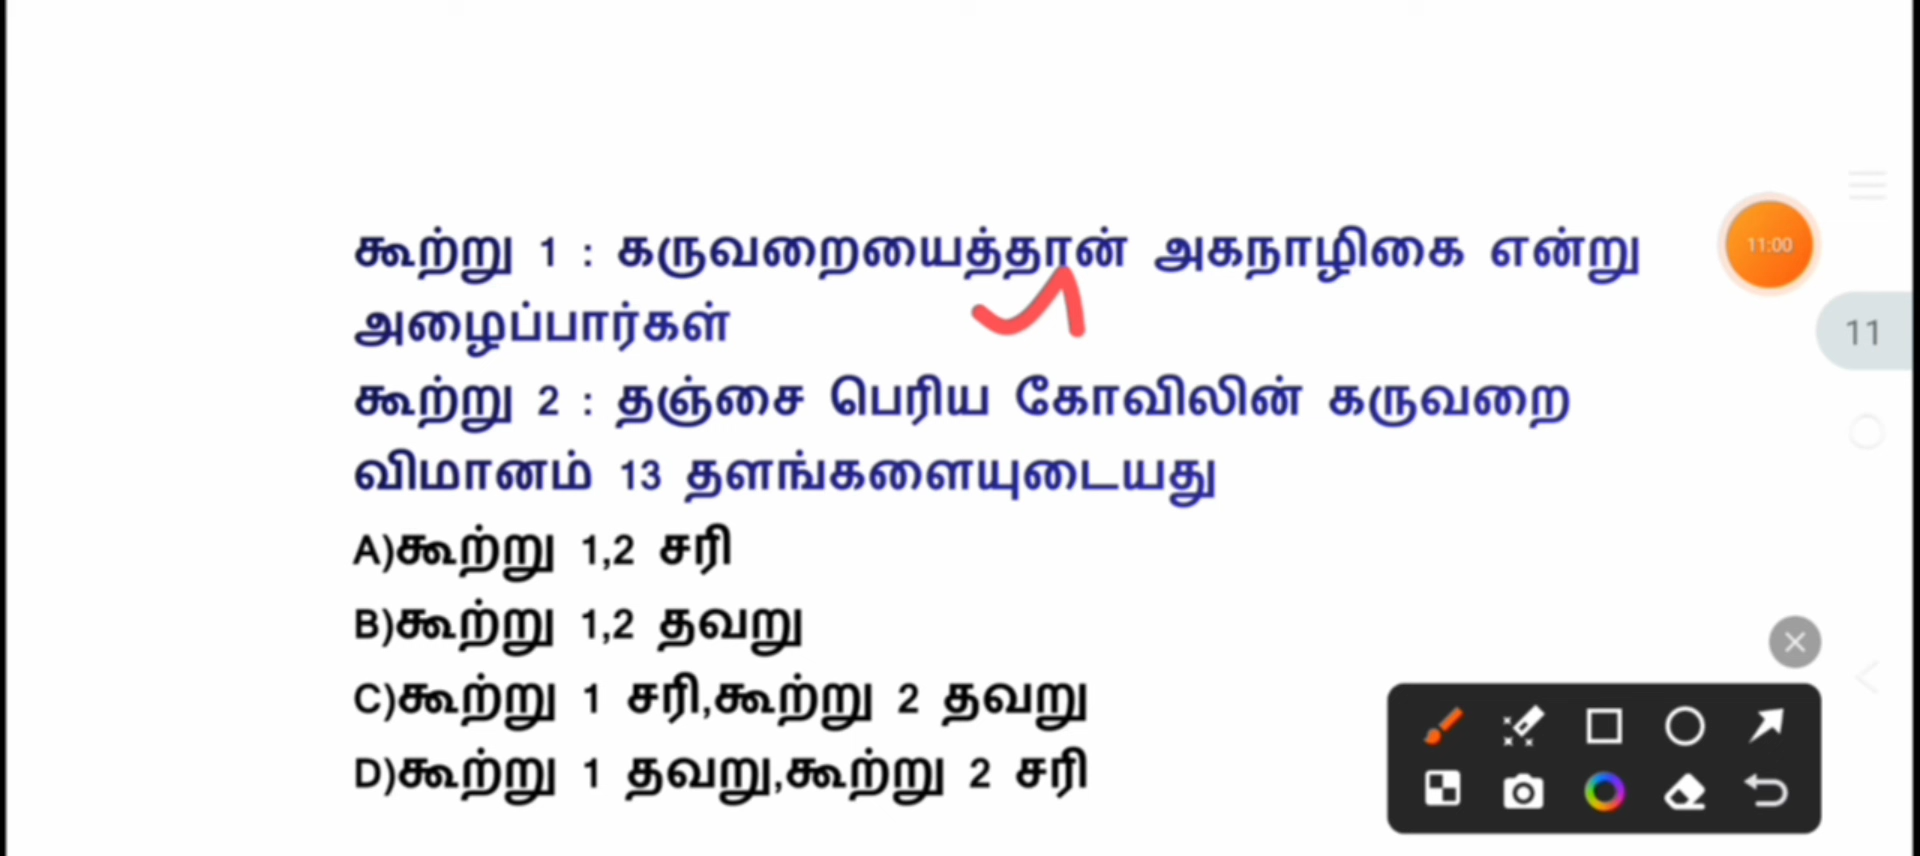 கூற்று 1 : கருவறையைத்தான் அகநாழிகை என்று
அழைப்பார்கள்
கூற்று 2 : தஞ்சை பெரிய கோவிலின் கருவறை
விமானம் 13 தளங்களையுடையது
A)கூற்று 1,2 சரி
B)கூற்று 1,2 தவறு
C)கூற்று 1 சரி,கூற்று 2 தவறு
D)கூற்று 1 தவறு,கூற்று 2 சரி
11:00
11